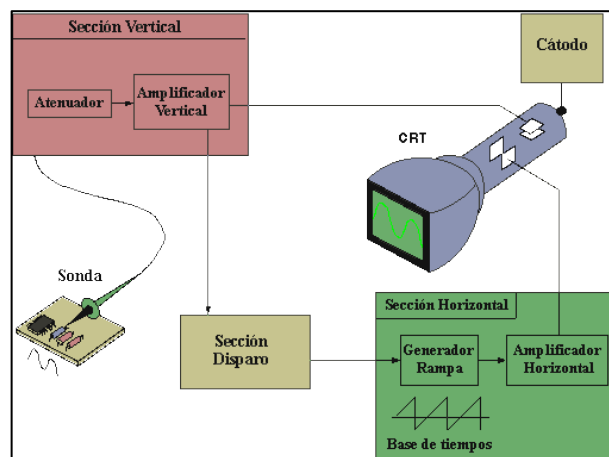 Sección Vertical
Cátodo
Atenuador
Amplificador
Vertical
CRT
Sonda
Sección Horizontal
Sección
Disparo
Generador
Rampa
Amplificador
Horizontal
Base de tiempos